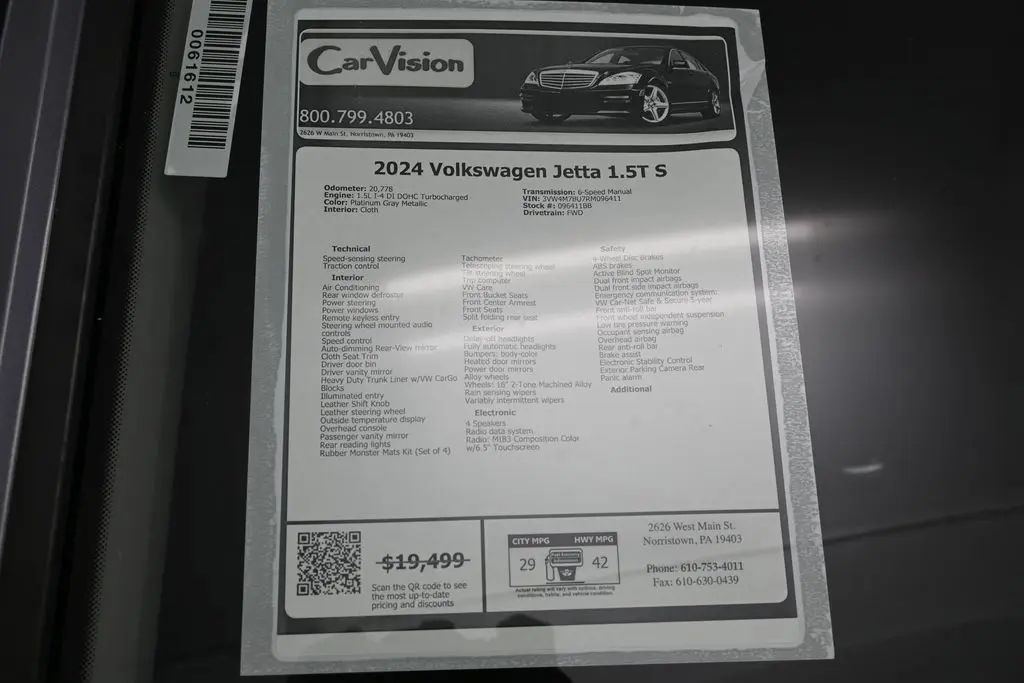 0061612
CarVision
800.799.4803
2626 W Main St. Norristown, PA 19403
2024 Volkswagen Jetta 1.5T S
Odometer: 20,778
Engine: 1.5L I-4 DI DOHC Turbocharged
Color: Platinum Gray Metallic
Interior: Cloth
Transmission: 6-Speed Manual
VIN: 3VW4M7BU7RM096411
Stock #: 096411BB
Drivetrain: FWD
Technical
Speed-sensing steering
Traction control
Interior
Air Conditioning
Rear window defroster
Power steering
Power windows
Remote keyless entry
Steering wheel mounted audio
controls
Speed control
Auto-dimming Rear-View mirror
Cloth Seat Trim
Driver door bin
Driver vanity mirror
Heavy Duty Trunk Liner w/VW CarGo
Blocks
Illuminated entry
Leather Shift Knob
Leather steering wheel
Outside temperature display
Overhead console
Passenger vanity mirror
Rear reading lights
Rubber Monster Mats Kit (Set of 4)
Tachometer
Telescoping steering wheel
Tilt steering wheel
Trip computer
VW Care
Front Bucket Seats
Front Center Armrest
Front Seats
Split folding rear seat
Exterior
Delay-off headlights
Fully automatic headlights
Bumpers: body-color
Heated door mirrors
Power door mirrors
Alloy wheels
Wheels: 16" 2-Tone Machined Alloy
Rain sensing wipers
Variably intermittent wipers
Electronic
4 Speakers
Radio data system
Radio: MIB3 Composition Color
w/6.5" Touchscreen
Safety
4-Wheel Disc Brakes
ABS brakes
Active Blind Spot Monitor
Dual front impact airbags
Dual front side impact airbags
Emergency communication system:
VW Car-Net Safe & Secure 5-year
Front anti-roll bar
Front wheel independent suspension
Low tire pressure warning
Occupant sensing airbag
Overhead airbag
Rear anti-roll bar
Brake assist
Electronic Stability Control
Exterior Parking Camera Rear
Panic alarm
Additional
$19,499
Scan the QR code to see
the most up-to-date
pricing and discounts
CITY MPG
HWY MPG
29
42
Actual rating will vary with options, driving
conditions, habits, and vehicle condition.
2626 West Main St.
Norristown, PA 19403
Phone: 610-753-4011
Fax: 610-630-0439